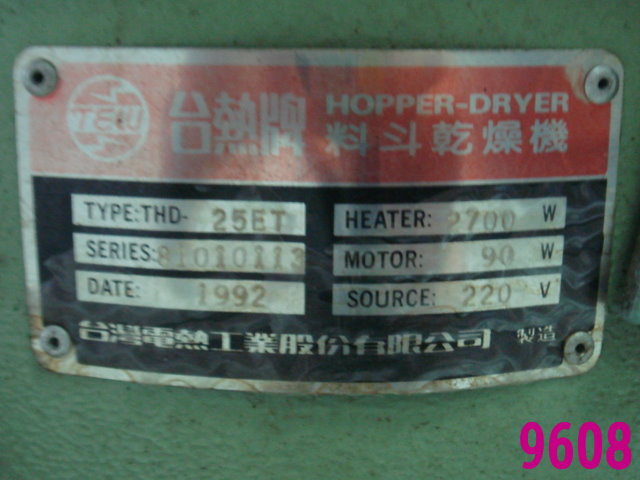 TEW
台熱牌
HOPPER-DRYER
料斗乾燥機
TYPE:THD- 25ET
SERIES:81010113
DATE: 1992
HEATER: 2700 W
MOTOR: 90 W
SOURCE: 220 V
台灣電熱工業股份有限公司 製造
9608